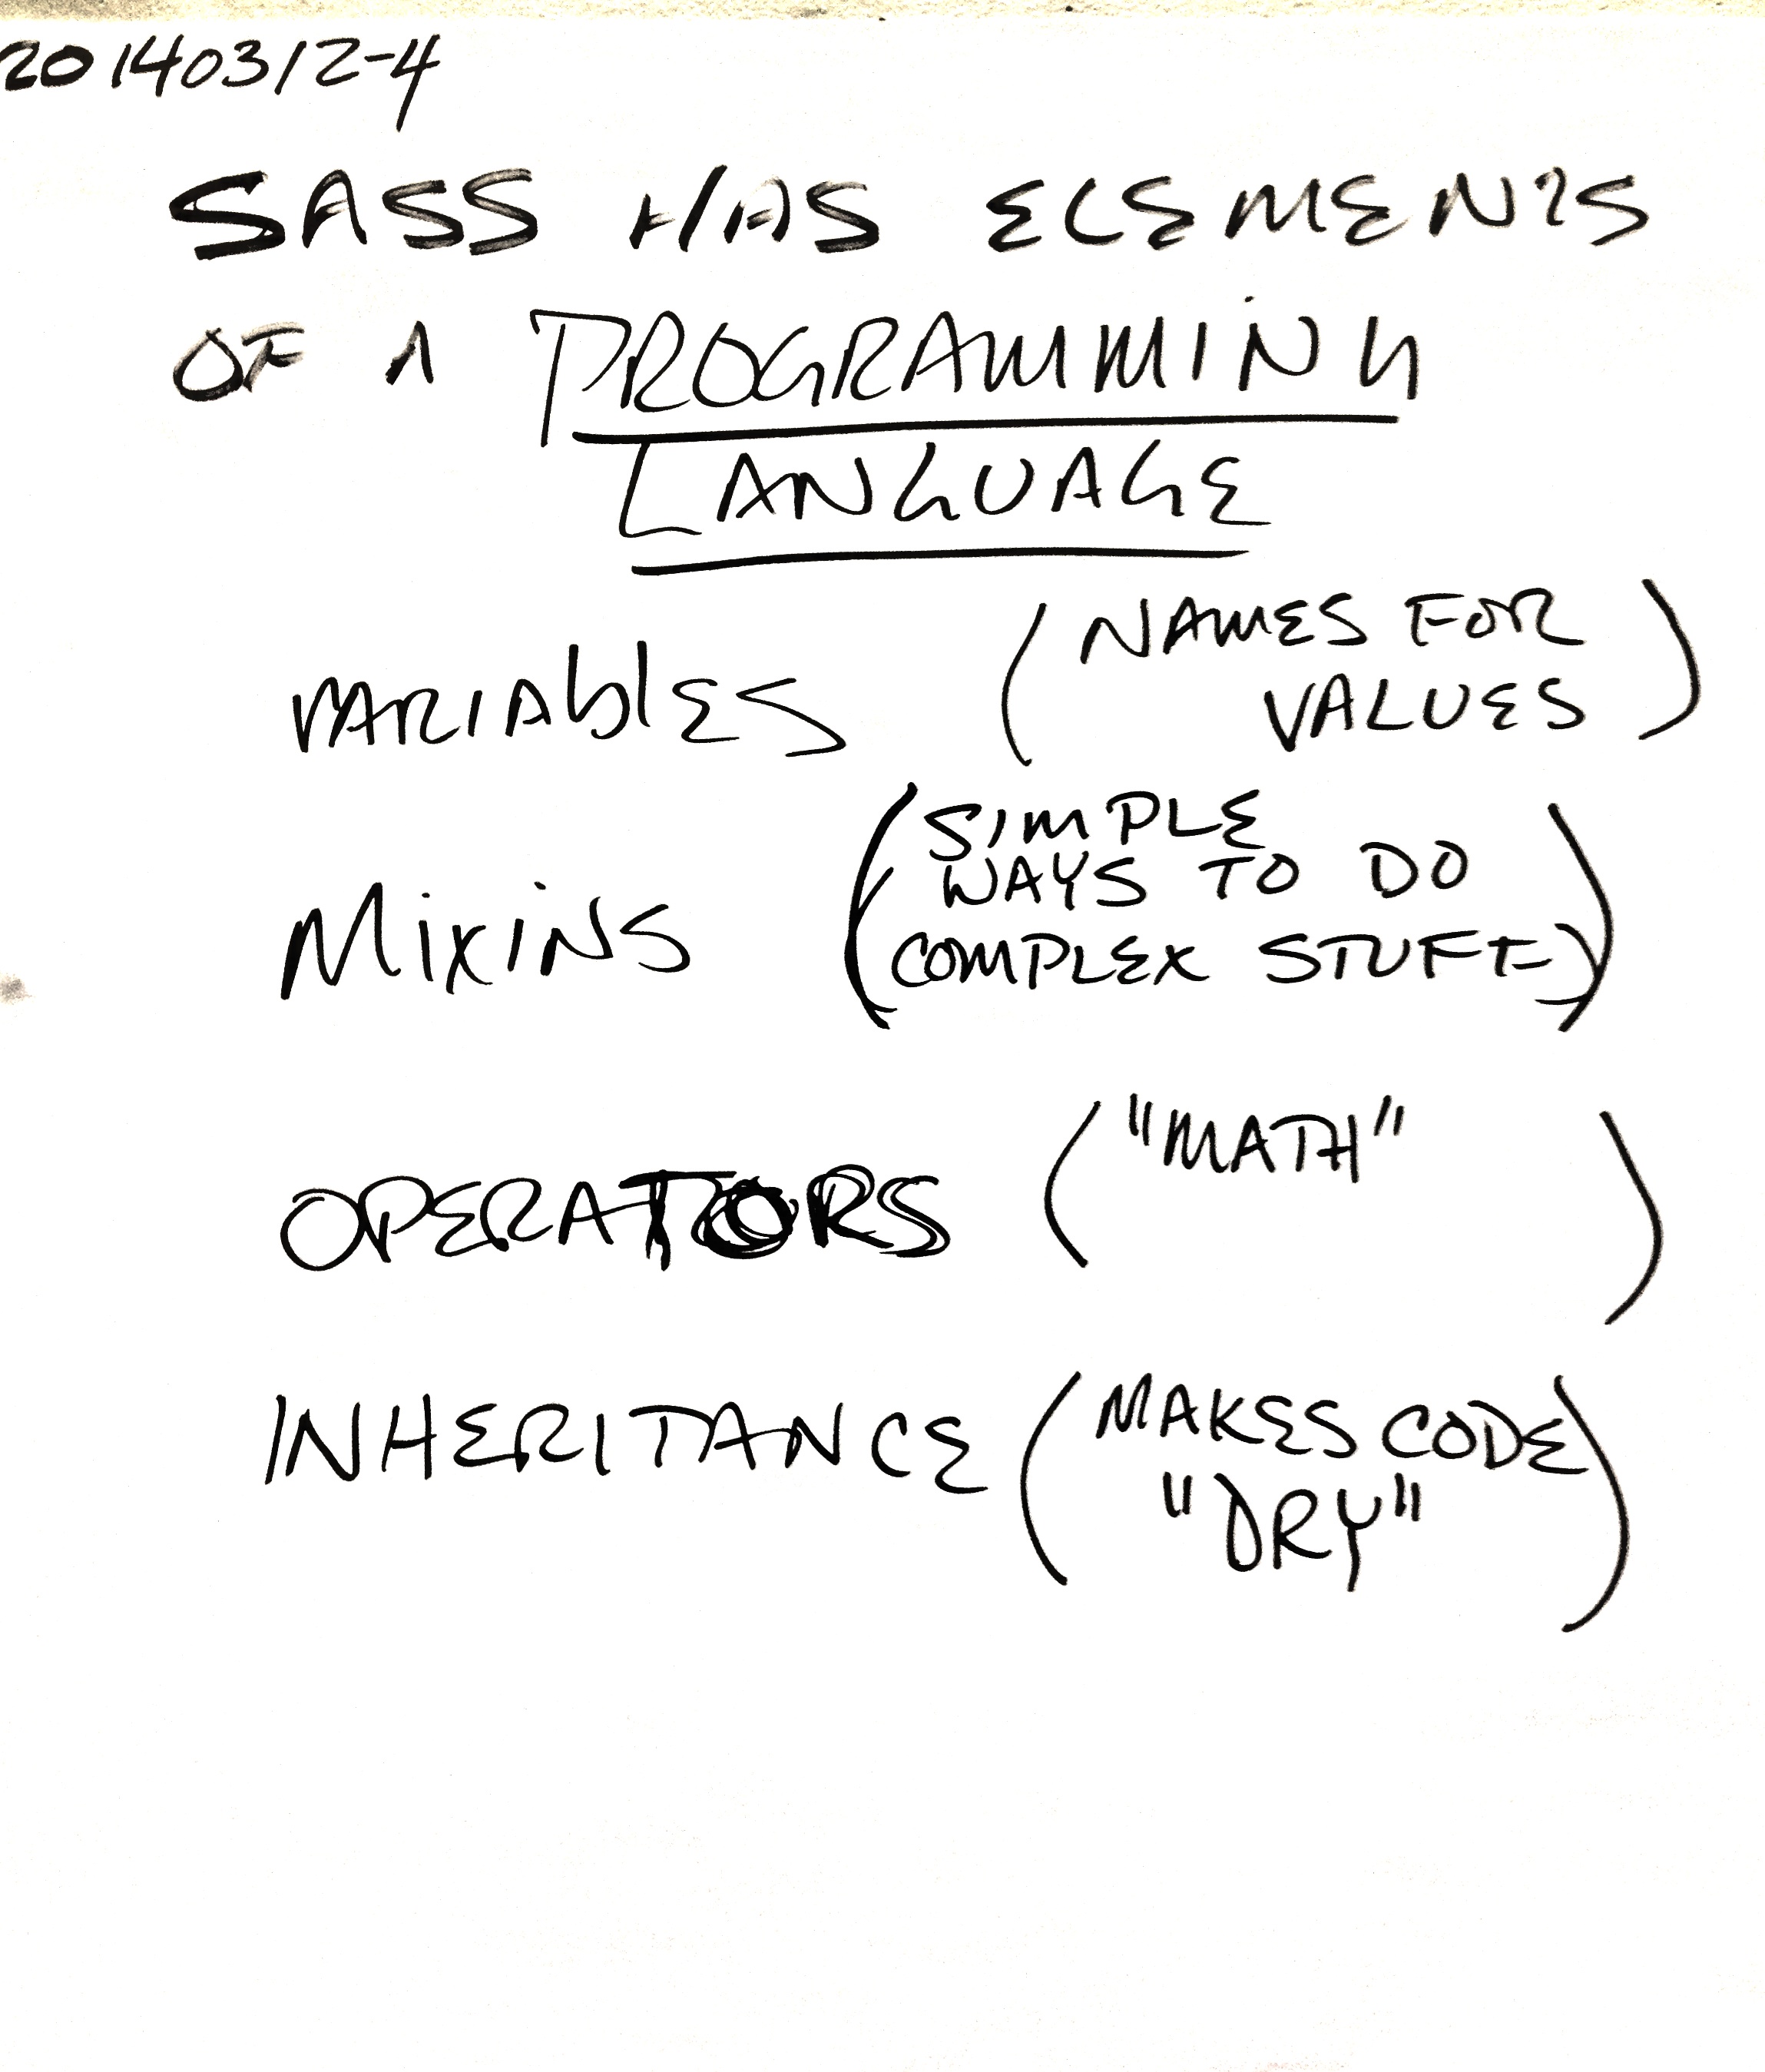 20140312-4
SASS HAS ELEMENTS
OF A PROGRAMMING
LANGUAGE
VARIAblES (NAMES FOR
VALUES)
MixiNS (SIMPLE
WAYS TO DO
COMPLEX STUFF)
OPERATORS ("MATH")
INHERITANCE (MAKES CODE
"DRY")